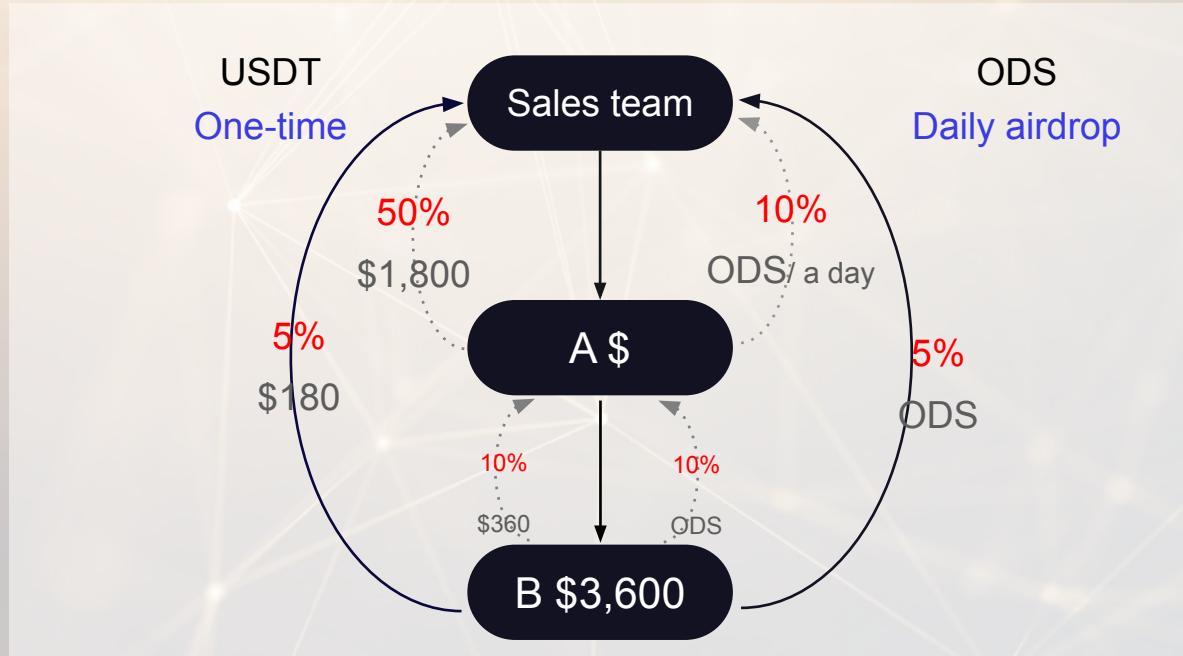 USDT
One-time
Sales team
ODS
Daily airdrop
50%
$1,800
10%
ODS/ a day
5%
$180
A $
5%
ODS
10%
$360
10%
ODS
B $3,600